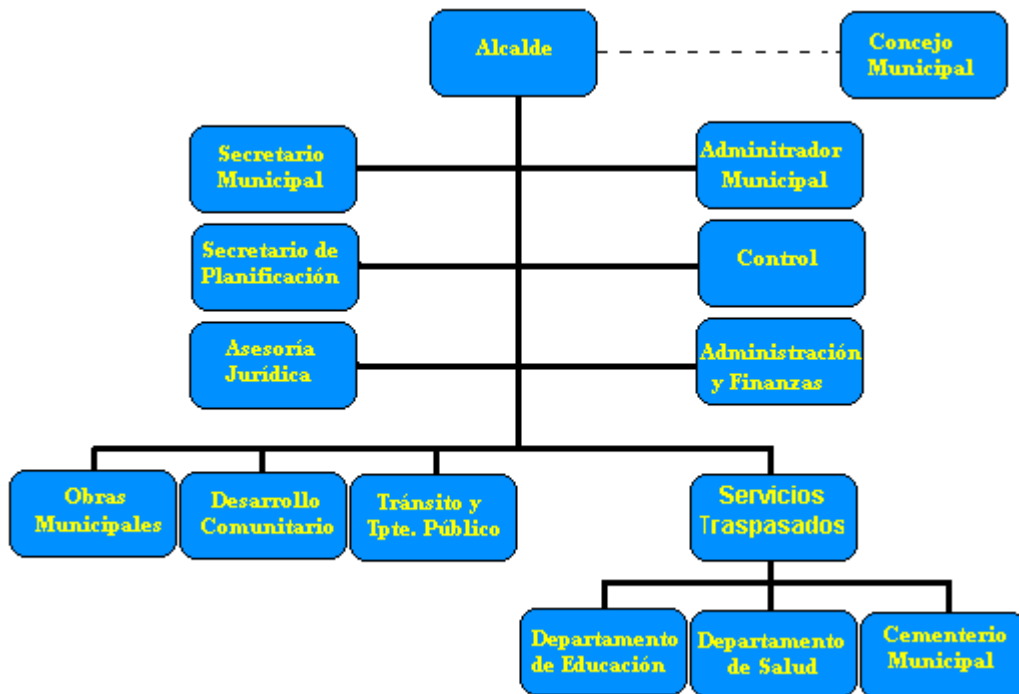 Alcalde
Concejo
Municipal
Secretario
Municipal
Adminitrador
Municipal
Secretario de
Planificación
Control
Asesoría
Jurídica
Administración
y Finanzas
Obras
Municipales
Desarrollo
Comunitario
Tránsito y
Tpte. Público
Servicios
Traspasados
Departamento
de Educación
Departamento
de Salud
Cementerio
Municipal